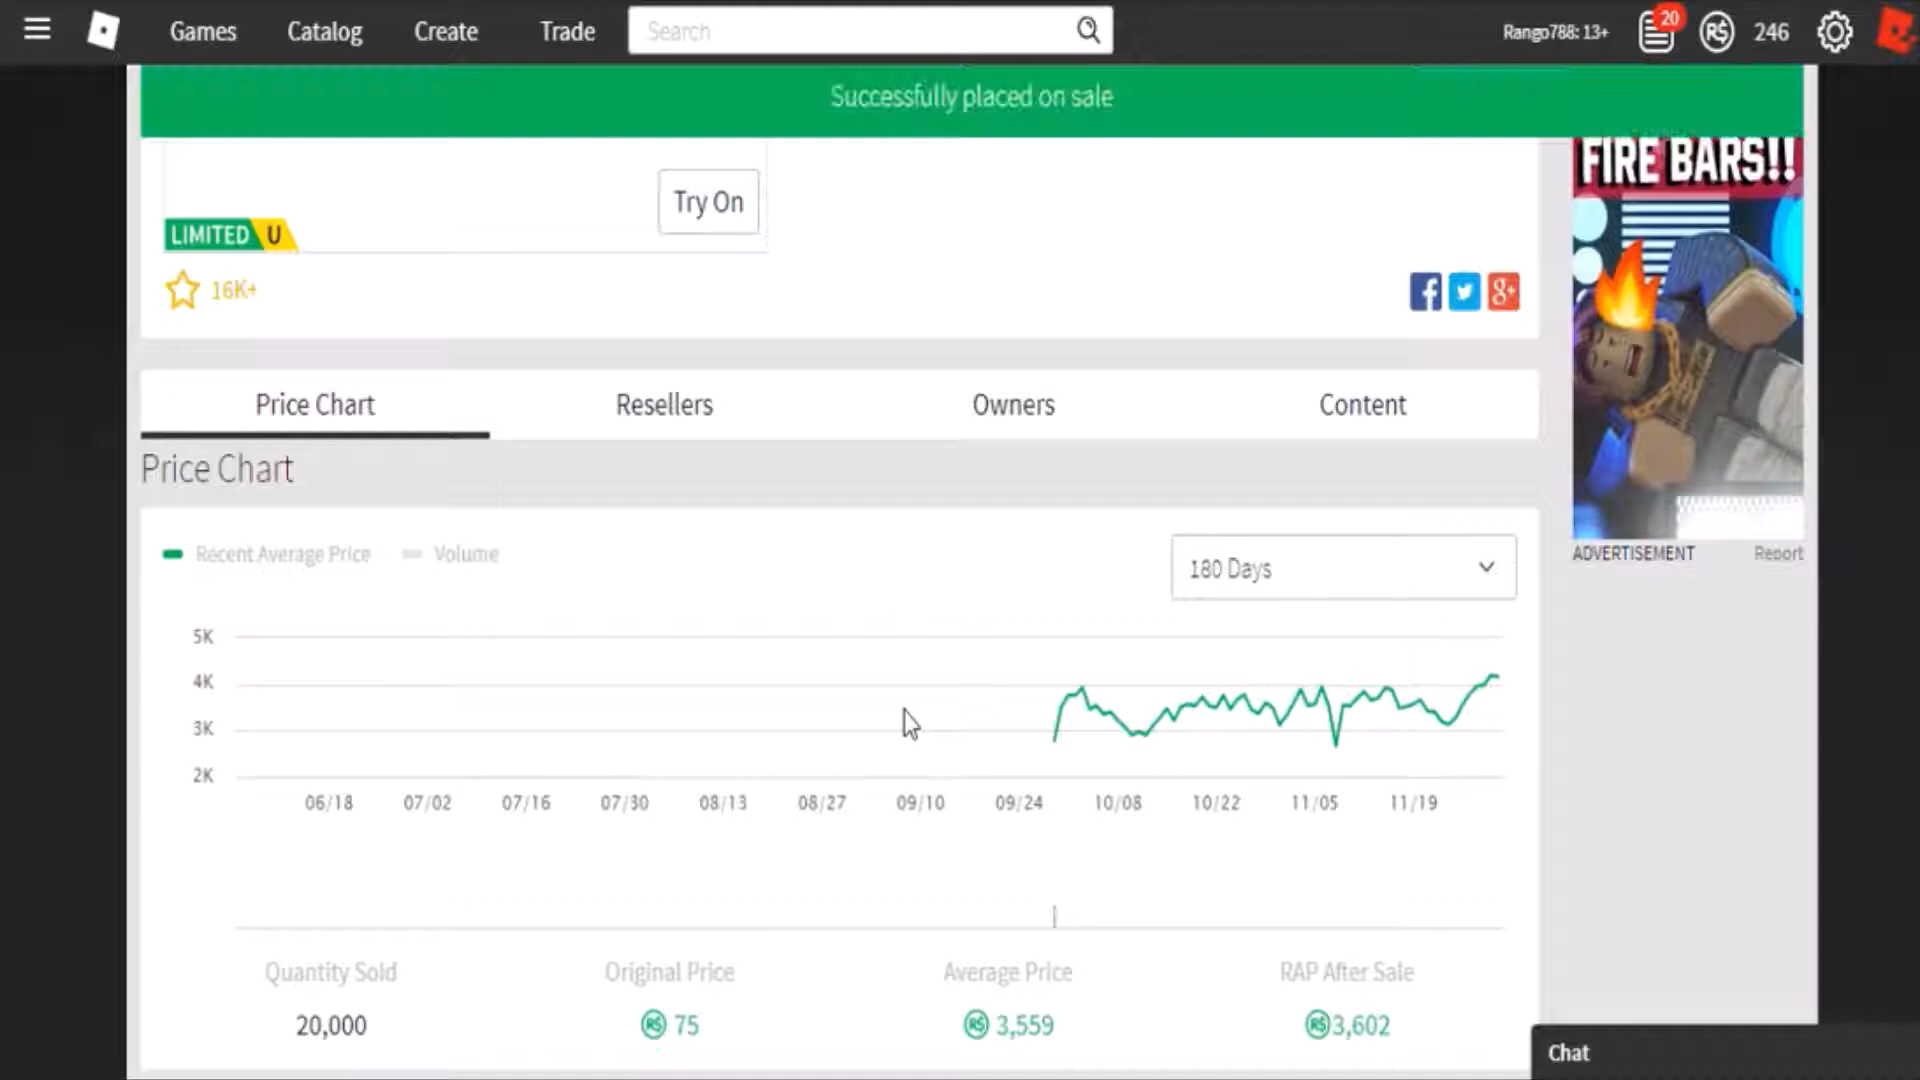 Games Catalog Create Trade Search Rango788: 13+ 20 R$ 246
Successfully placed on sale
Try On
LIMITED U
16K+
FIRE BARS!!
Price Chart Resellers Owners Content
Price Chart
Recent Average Price Volume
180 Days
ADVERTISEMENT Report
5K
4K
3K
2K
06/18 07/02 07/16 07/30 08/13 08/27 09/10 09/24 10/08 10/22 11/05 11/19
Quantity Sold Original Price Average Price RAP After Sale
20,000 R$ 75 R$ 3,559 R$ 3,602
Chat